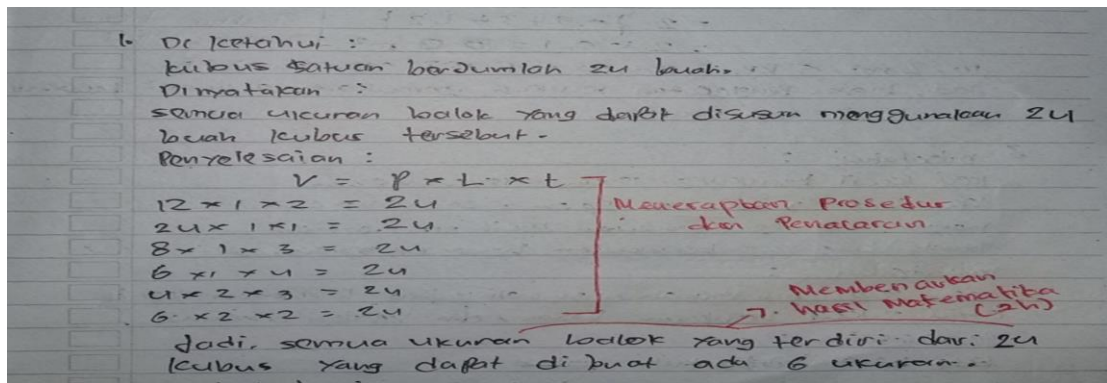 1. Di ketahui :
kubus satuan berjumlah 24 buah.
Dinyatakan :
semua ukuran balok yang dapat disusun menggunakan 24
buah kubus tersebut.
Penyelesaian :
V = P × L × t
12 × 1 × 2 = 24
24 × 1 × 1 = 24
Menerapkan Prosedur
dan Penalaran
8 × 1 × 3 = 24
6 × 1 × 4 = 24
4 × 2 × 3 = 24
6 × 2 × 2 = 24
Membenarkan
hasil Matematika
Jadi, semua ukuran balok yang terdiri dari 24
kubus yang dapat di buat ada 6 ukuran.